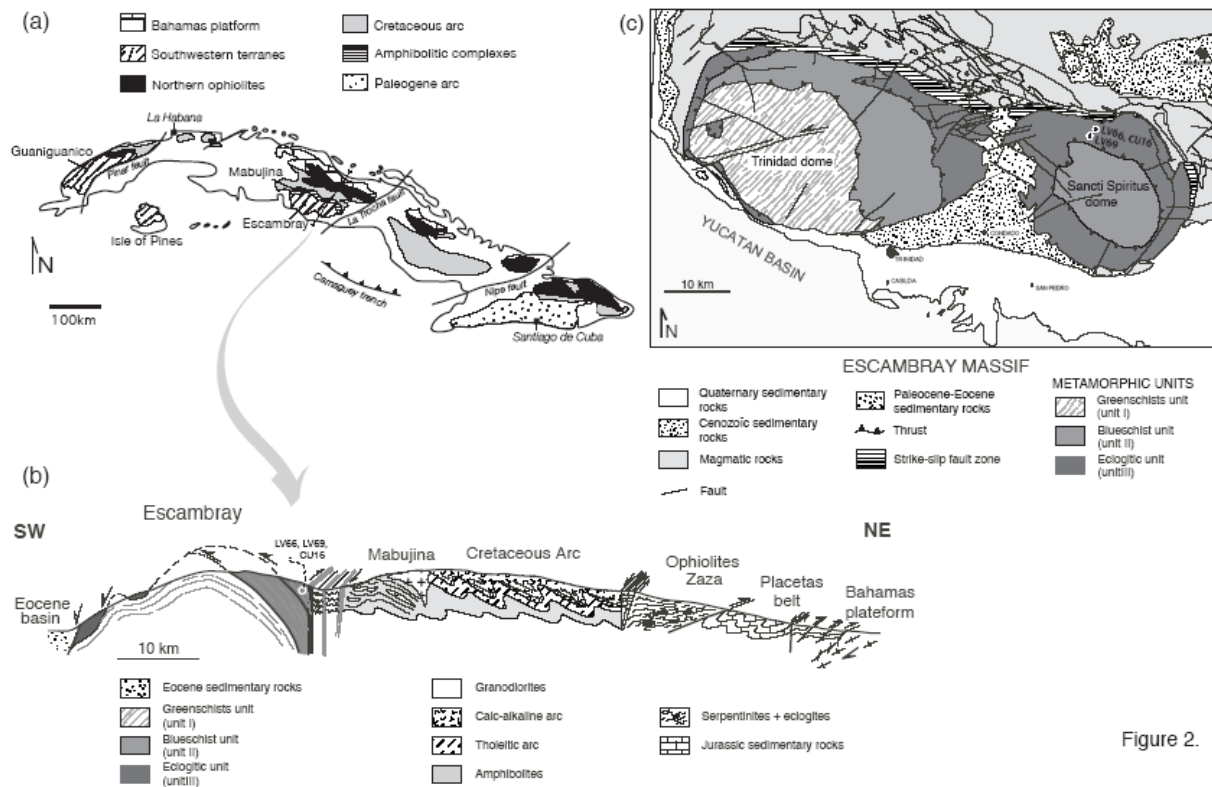 (a)
Bahamas platform
Southwestern terranes
Northern ophiolites
Cretaceous arc
Amphibolitic complexes
Paleogene arc
La Habana
Guaniguanico
Pinar fault
Mabujina
Escambray
La Trocha fault
Isle of Pines
N
100km
Camaguey trench
Nipe fault
Santiago de Cuba
(c)
Trinidad dome
LV66, CU16
LV69
Sancti Spiritus
dome
YUCATAN BASIN
CONDADO
TRINIDAD
CASILDA
SAN PEDRO
10 km
N
ESCAMBRAY MASSIF
Quaternary sedimentary
rocks
Cenozoïc sedimentary
rocks
Magmatic rocks
Fault
Paleocene-Eocene
sedimentary rocks
Thrust
Strike-slip fault zone
METAMORPHIC UNITS
Greenschists unit
(unit I)
Blueschist unit
(unit II)
Eclogitic unit
(unitIII)
(b)
SW
NE
Escambray
LV66, LV69,
CU16
Mabujina
Cretaceous Arc
Ophiolites
Zaza
Placetas
belt
Bahamas
plateform
Eocene
basin
10 km
Eocene sedimentary rocks
Greenschists unit
(unit I)
Blueschist unit
(unit II)
Eclogitic unit
(unitIII)
Granodiorites
Calc-alkaline arc
Tholeitic arc
Amphibolites
Serpentinites + eclogites
Jurassic sedimentary rocks
Figure 2.